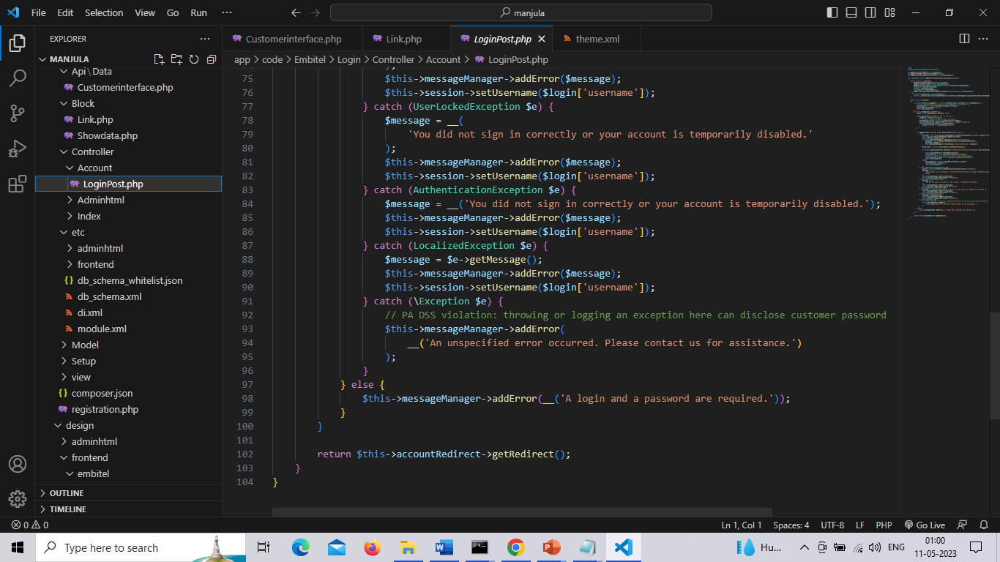 File Edit Selection View Go Run ···
manjula
EXPLORER ···
MANJULA
Api\Data
Customerinterface.php
Block
Link.php
Showdata.php
Controller
Account
LoginPost.php
Adminhtml
Index
etc
adminhtml
frontend
db_schema_whitelist.json
db_schema.xml
di.xml
module.xml
Model
Setup
view
composer.json
registration.php
design
adminhtml
frontend
embitel
OUTLINE
TIMELINE
Customerinterface.php Link.php LoginPost.php theme.xml
app > code > Embitel > Login > Controller > Account > LoginPost.php
);
75 $this->messageManager->addError($message);
76 $this->session->setUsername($login['username']);
77 } catch (UserLockedException $e) {
78 $message = __(
79 'You did not sign in correctly or your account is temporarily disabled.'
80 );
81 $this->messageManager->addError($message);
82 $this->session->setUsername($login['username']);
83 } catch (AuthenticationException $e) {
84 $message = __('You did not sign in correctly or your account is temporarily disabled.');
85 $this->messageManager->addError($message);
86 $this->session->setUsername($login['username']);
87 } catch (LocalizedException $e) {
88 $message = $e->getMessage();
89 $this->messageManager->addError($message);
90 $this->session->setUsername($login['username']);
91 } catch (\Exception $e) {
92 // PA DSS violation: throwing or logging an exception here can disclose customer password
93 $this->messageManager->addError(
94 __('An unspecified error occurred. Please contact us for assistance.')
95 );
96 }
97 } else {
98 $this->messageManager->addError(__('A login and a password are required.'));
99 }
100 }
101
102 return $this->accountRedirect->getRedirect();
103 }
104 }
0 0 Ln 1, Col 1 Spaces: 4 UTF-8 LF PHP Go Live
Type here to search
Hu... ENG 01:00
11-05-2023